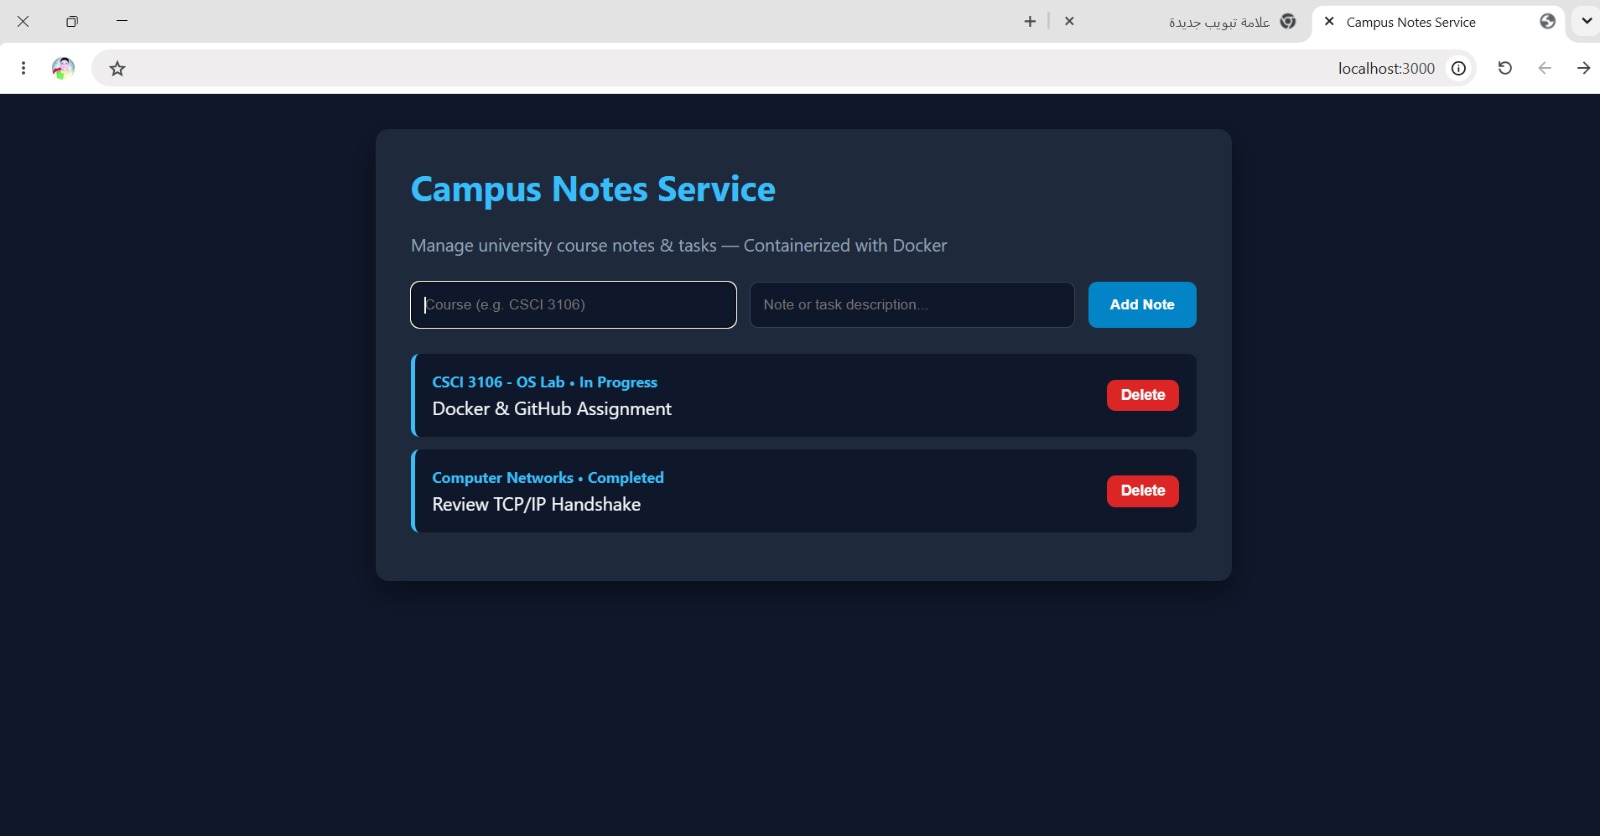 علامة تبويب جديدة
Campus Notes Service
localhost:3000
Campus Notes Service
Manage university course notes & tasks — Containerized with Docker
Course (e.g. CSCI 3106)
Note or task description...
Add Note
CSCI 3106 - OS Lab • In Progress
Docker & GitHub Assignment
Delete
Computer Networks • Completed
Review TCP/IP Handshake
Delete